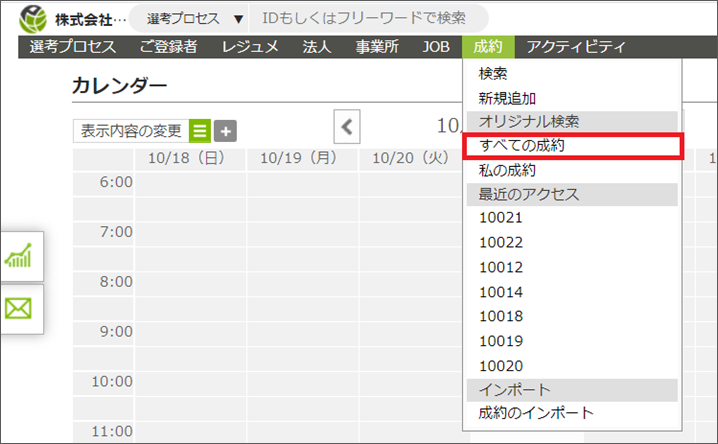 株式会社… 選考プロセス ▼ IDもしくはフリーワードで検索
選考プロセス ご登録者 レジュメ 法人 事業所 JOB 成約 アクティビティ
検索
新規追加
オリジナル検索
すべての成約
私の成約
最近のアクセス
10021
10022
10012
10014
10018
10019
10020
インポート
成約のインポート
カレンダー
表示内容の変更
10/
10/18（日） 10/19（月） 10/20（火）
6:00
7:00
8:00
9:00
10:00
11:00